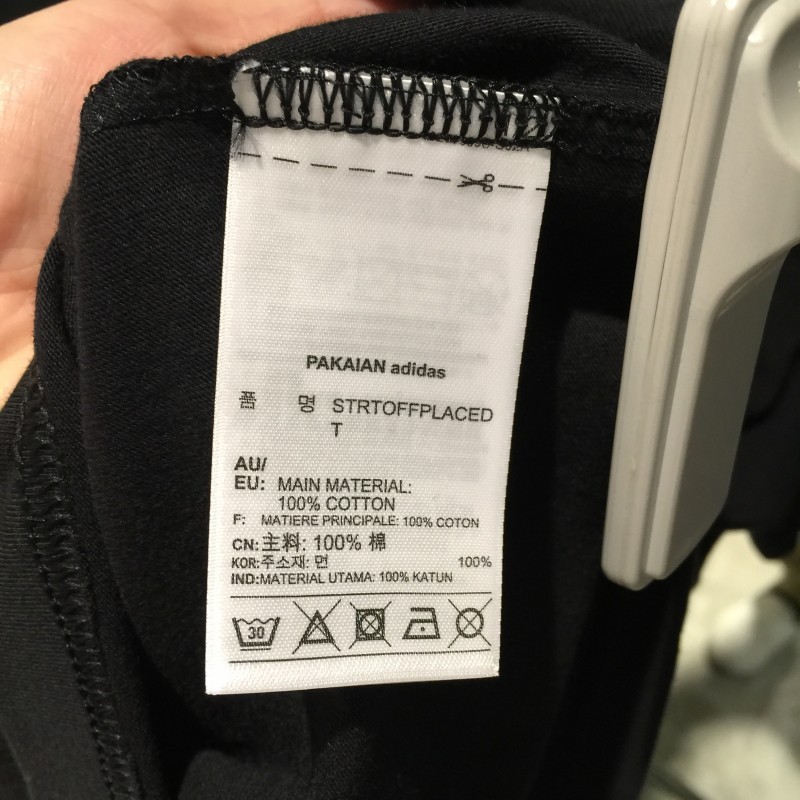 PAKAIAN adidas
품 명 STRTOFFPLACED
T
AU/
EU: MAIN MATERIAL:
100% COTTON
F: MATIERE PRINCIPALE: 100% COTON
CN:主料: 100% 棉
KOR:주소재: 면 100%
IND:MATERIAL UTAMA: 100% KATUN
30